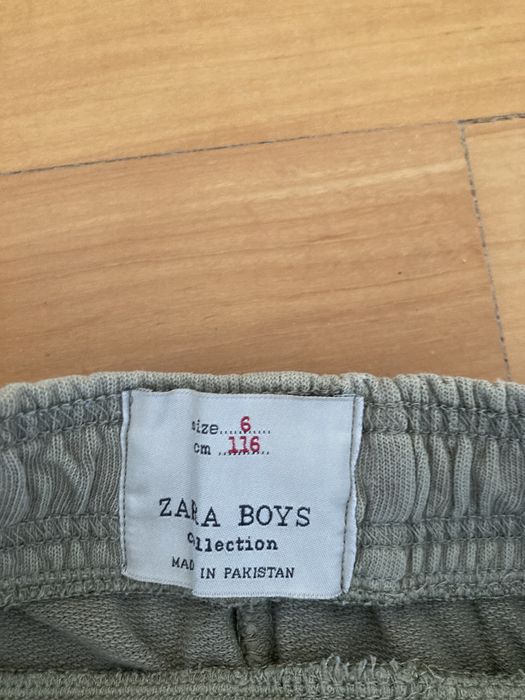 size.....6....
cm ..116..
ZARA BOYS
collection
MADE IN PAKISTAN